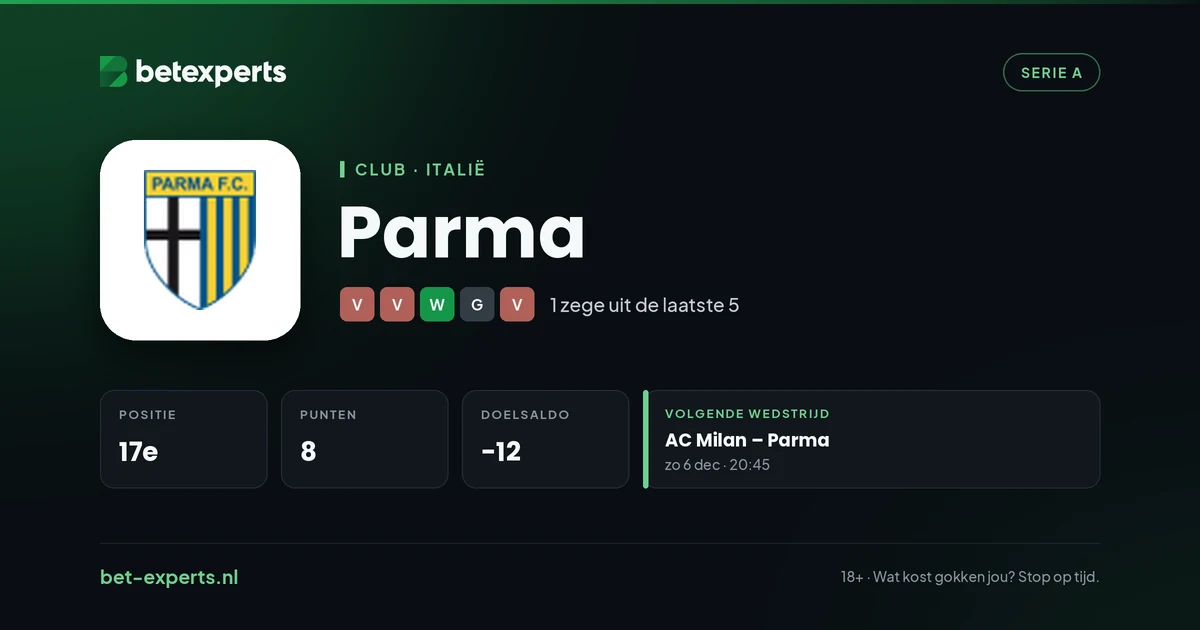 betexperts
SERIE A
PARMA F.C.
CLUB · ITALIË
Parma
V V W G V 1 zege uit de laatste 5
POSITIE
17e
PUNTEN
8
DOELSALDO
−12
VOLGENDE WEDSTRIJD
AC Milan – Parma
zo 6 dec · 20:45
bet-experts.nl
18+ · Wat kost gokken jou? Stop op tijd.